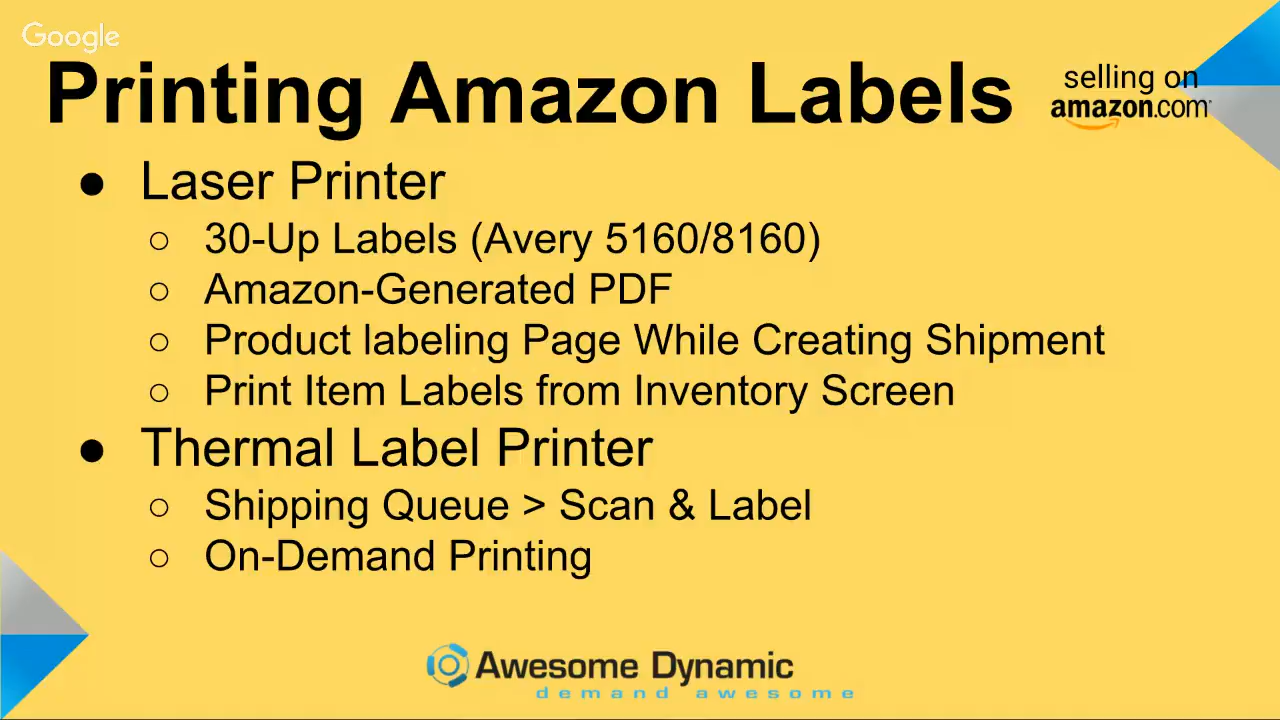 Google
Printing Amazon Labels
selling on
amazon.com
● Laser Printer
○ 30-Up Labels (Avery 5160/8160)
○ Amazon-Generated PDF
○ Product labeling Page While Creating Shipment
○ Print Item Labels from Inventory Screen
● Thermal Label Printer
○ Shipping Queue > Scan & Label
○ On-Demand Printing
Awesome Dynamic
demand awesome